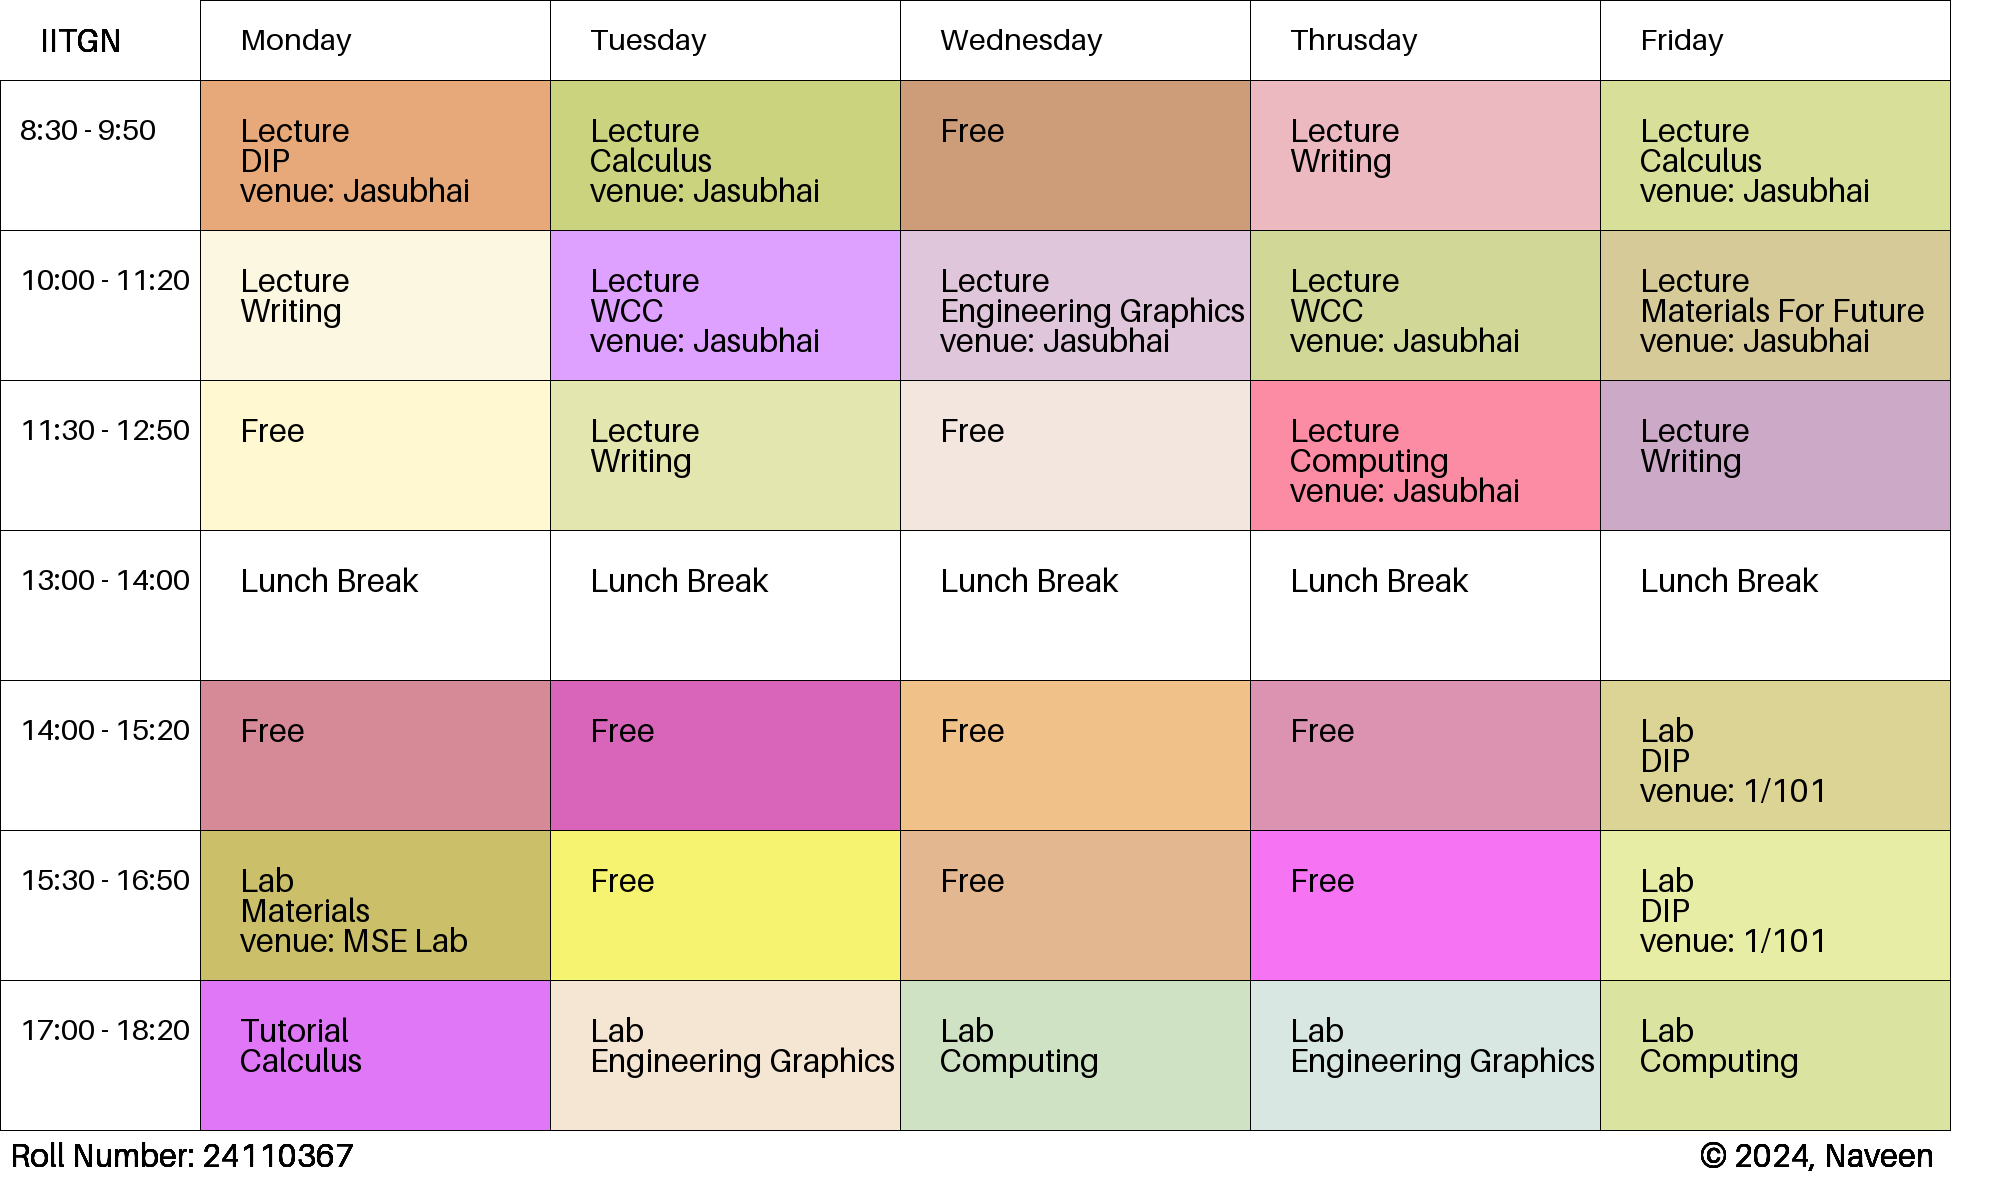 IITGN
Monday
Tuesday
Wednesday
Thrusday
Friday
8:30 - 9:50
Lecture
DIP
venue: Jasubhai
Lecture
Calculus
venue: Jasubhai
Free
Lecture
Writing
Lecture
Calculus
venue: Jasubhai
10:00 - 11:20
Lecture
Writing
Lecture
WCC
venue: Jasubhai
Lecture
Engineering Graphics
venue: Jasubhai
Lecture
WCC
venue: Jasubhai
Lecture
Materials For Future
venue: Jasubhai
11:30 - 12:50
Free
Lecture
Writing
Free
Lecture
Computing
venue: Jasubhai
Lecture
Writing
13:00 - 14:00
Lunch Break
Lunch Break
Lunch Break
Lunch Break
Lunch Break
14:00 - 15:20
Free
Free
Free
Free
Lab
DIP
venue: 1/101
15:30 - 16:50
Lab
Materials
venue: MSE Lab
Free
Free
Free
Lab
DIP
venue: 1/101
17:00 - 18:20
Tutorial
Calculus
Lab
Engineering Graphics
Lab
Computing
Lab
Engineering Graphics
Lab
Computing
Roll Number: 24110367
© 2024, Naveen